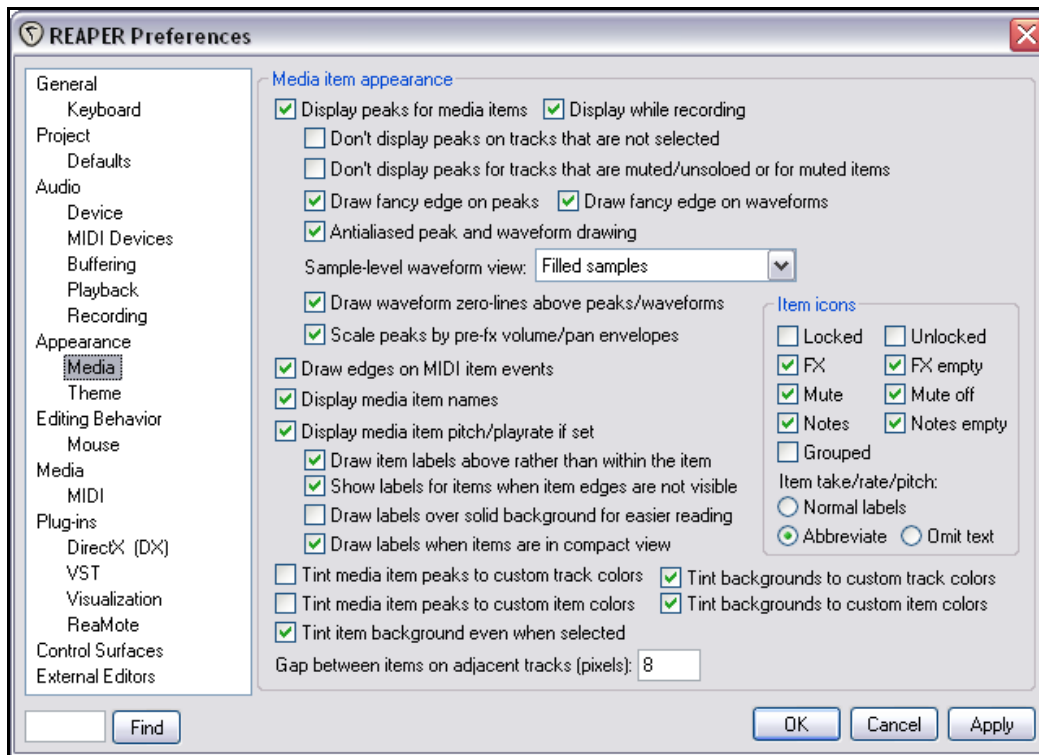 REAPER Preferences
General
Keyboard
Project
Defaults
Audio
Device
MIDI Devices
Buffering
Playback
Recording
Appearance
Media
Theme
Editing Behavior
Mouse
Media
MIDI
Plug-ins
DirectX (DX)
VST
Visualization
ReaMote
Control Surfaces
External Editors
Find
Media item appearance
Display peaks for media items Display while recording
Don't display peaks on tracks that are not selected
Don't display peaks for tracks that are muted/unsoloed or for muted items
Draw fancy edge on peaks Draw fancy edge on waveforms
Antialiased peak and waveform drawing
Sample-level waveform view: Filled samples
Draw waveform zero-lines above peaks/waveforms
Scale peaks by pre-fx volume/pan envelopes
Draw edges on MIDI item events
Display media item names
Display media item pitch/playrate if set
Draw item labels above rather than within the item
Show labels for items when item edges are not visible
Draw labels over solid background for easier reading
Draw labels when items are in compact view
Item icons
Locked Unlocked
FX FX empty
Mute Mute off
Notes Notes empty
Grouped
Item take/rate/pitch:
Normal labels
Abbreviate Omit text
Tint media item peaks to custom track colors Tint backgrounds to custom track colors
Tint media item peaks to custom item colors Tint backgrounds to custom item colors
Tint item background even when selected
Gap between items on adjacent tracks (pixels): 8
OK Cancel Apply